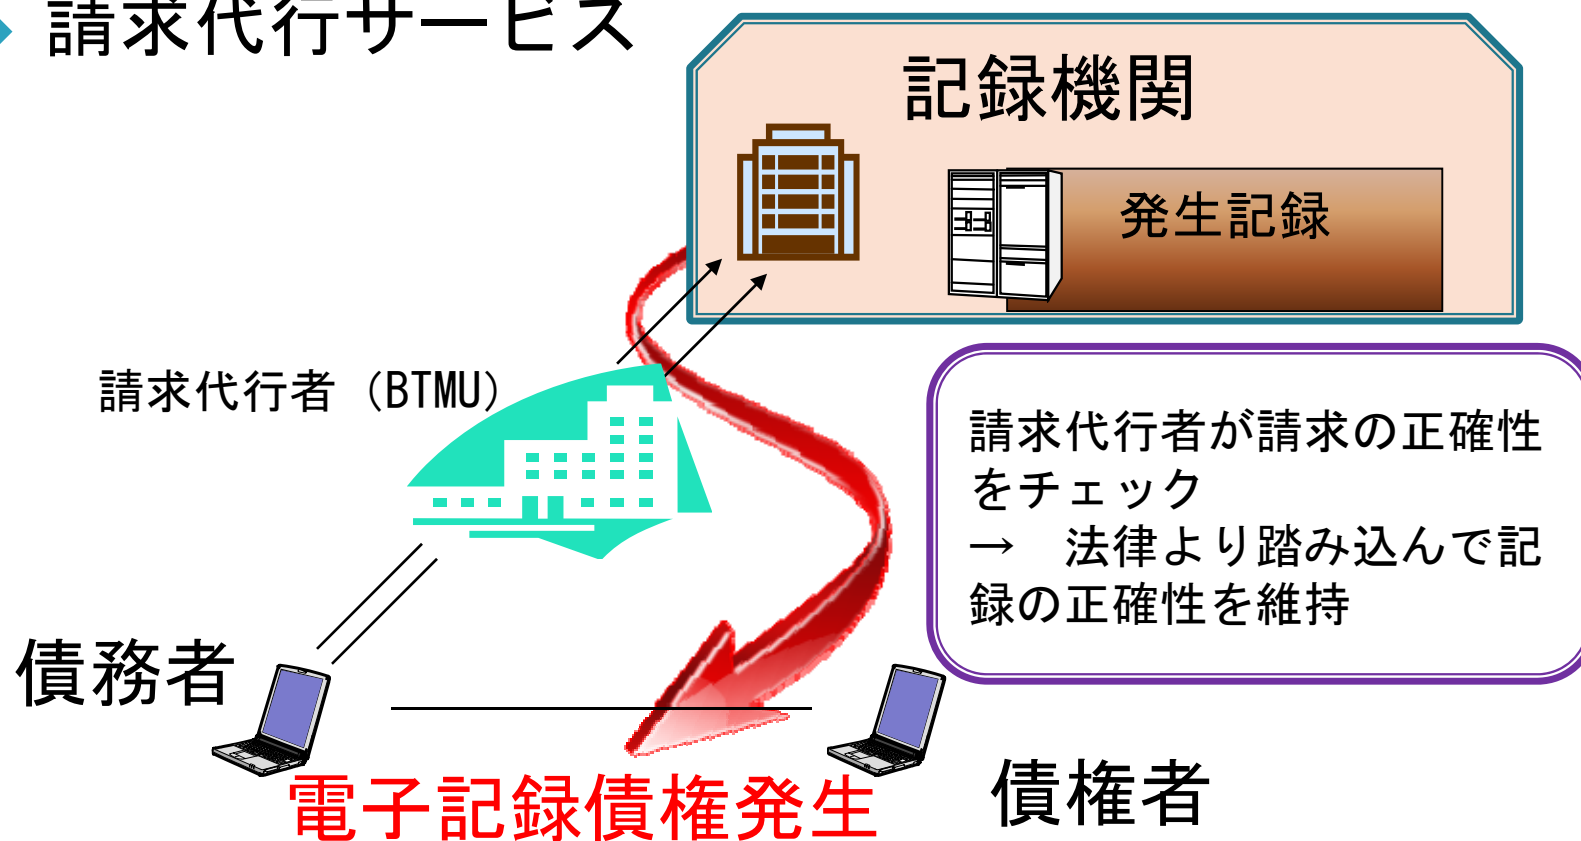 請求代行サービス
記録機関
発生記録
請求代行者（BTMU）
請求代行者が請求の正確性
をチェック
→　法律より踏み込んで記
録の正確性を維持
債務者
電子記録債権発生
債権者